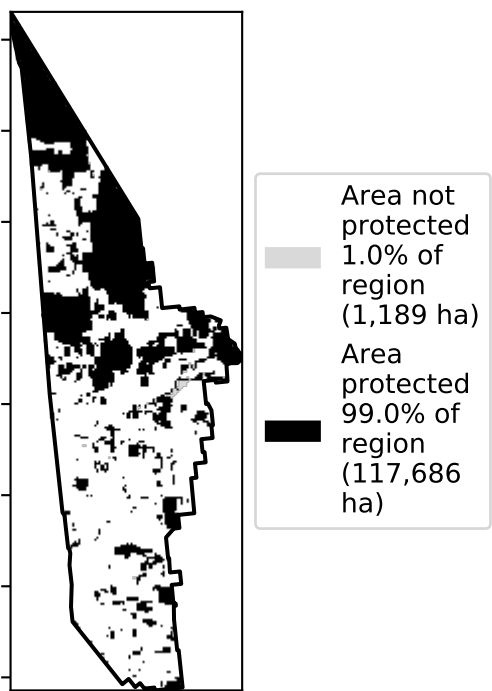 Area not
protected
1.0% of
region
(1,189 ha)
Area
protected
99.0% of
region
(117,686
ha)